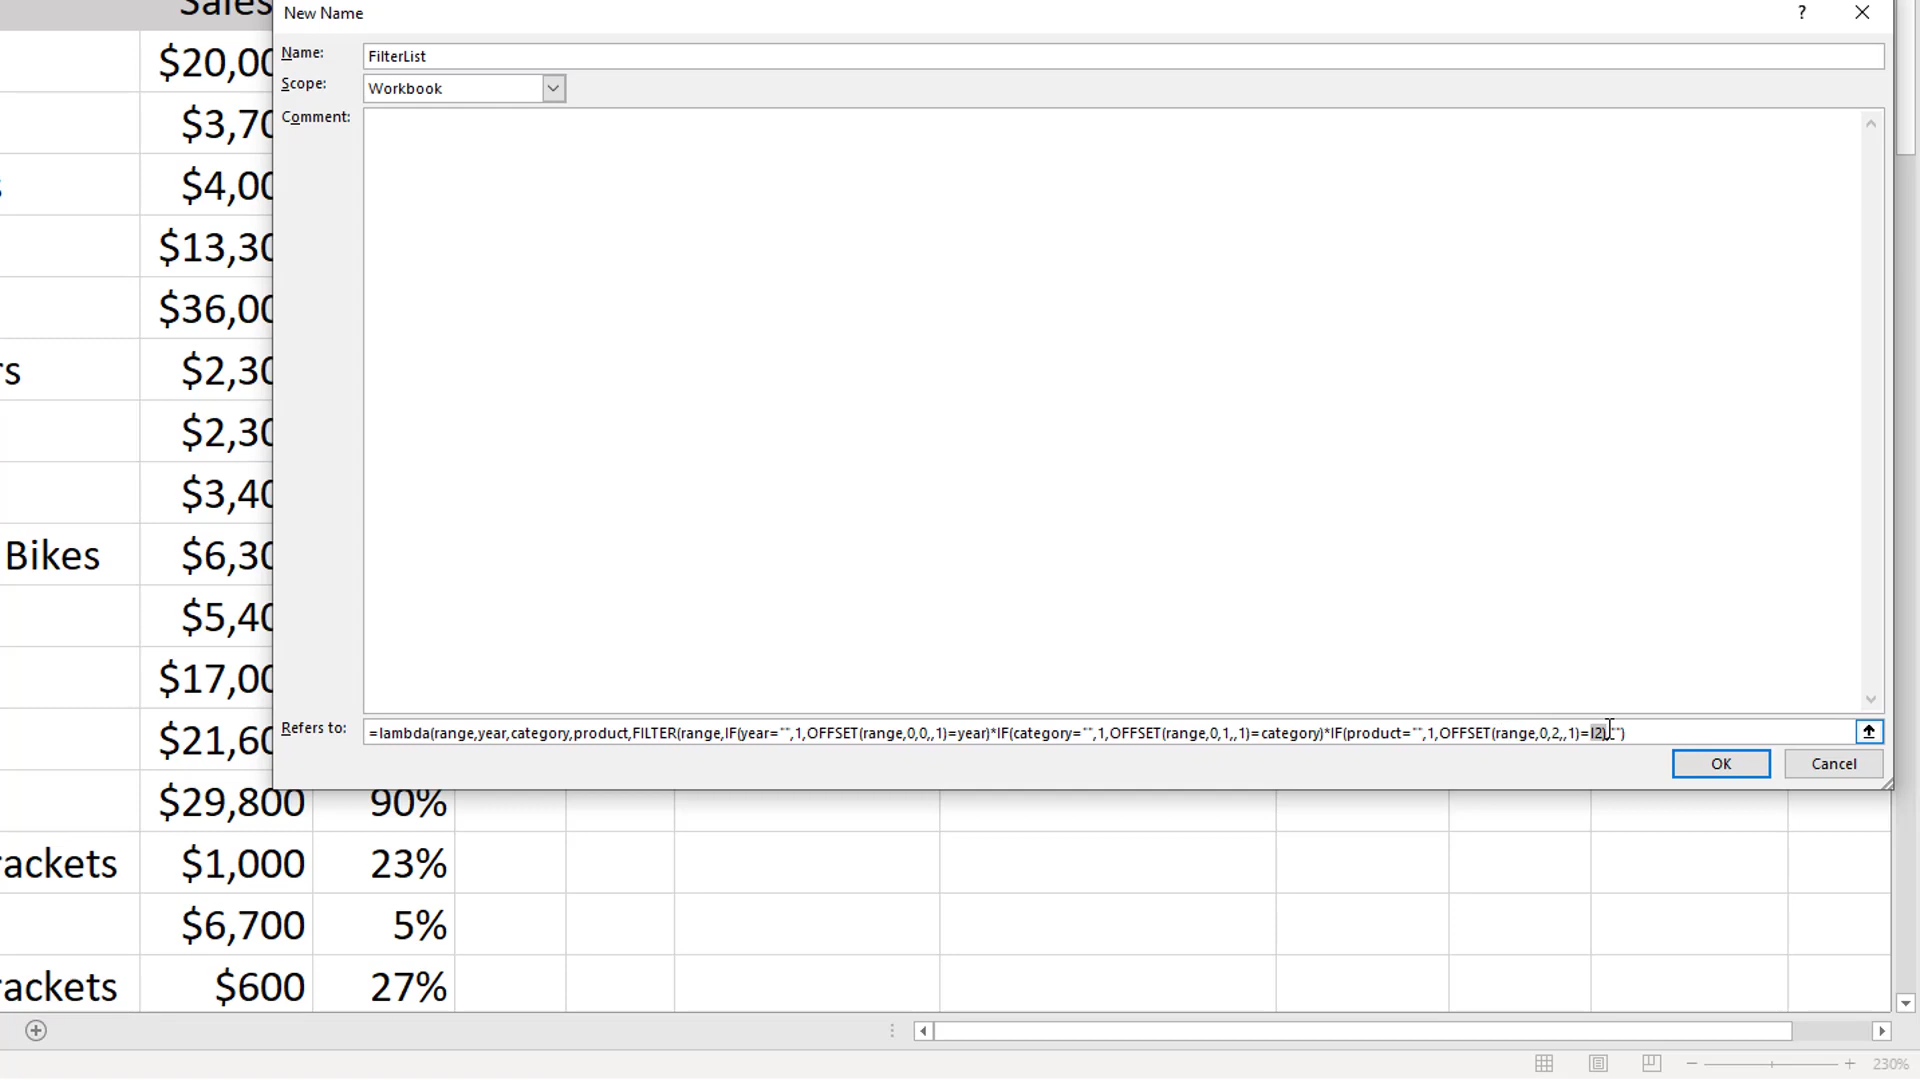 Sales
New Name
?
Name: FilterList
Scope: Workbook
Comment:
$20,00
$3,70
s $4,00
$13,30
$36,00
rs $2,30
$2,30
$3,40
Bikes $6,30
$5,40
$17,00
$21,60
Refers to: =lambda(range,year,category,product,FILTER(range,IF(year="",1,OFFSET(range,0,0,,1)=year)*IF(category="",1,OFFSET(range,0,1,,1)=category)*IF(product="",1,OFFSET(range,0,2,,1)=I2),"")
OK Cancel
$29,800 90%
rackets $1,000 23%
$6,700 5%
rackets $600 27%
230%